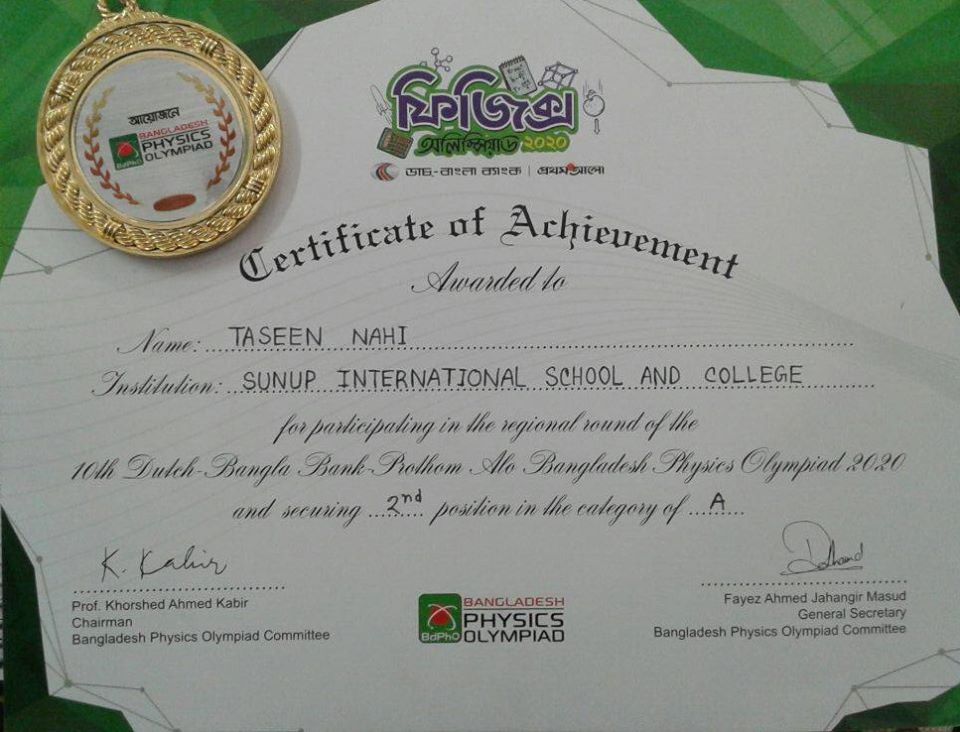 আয়োজনে
BANGLADESH
PHYSICS
OLYMPIAD
BdPhO
ফিজিক্স
অলিম্পিয়াড ২০২০
ডাচ্-বাংলা ব্যাংক | প্রথম আলো
Certificate of Achievement
Awarded to
Name: TASEEN NAHI
Institution: SUNUP INTERNATIONAL SCHOOL AND COLLEGE
for participating in the regional round of the
10th Dutch-Bangla Bank-Prothom Alo Bangladesh Physics Olympiad 2020
and securing 2nd position in the category of A
K. Kabir
Prof. Khorshed Ahmed Kabir
Chairman
Bangladesh Physics Olympiad Committee
BANGLADESH
PHYSICS
OLYMPIAD
BdPhO
Fayez Ahmed Jahangir Masud
General Secretary
Bangladesh Physics Olympiad Committee